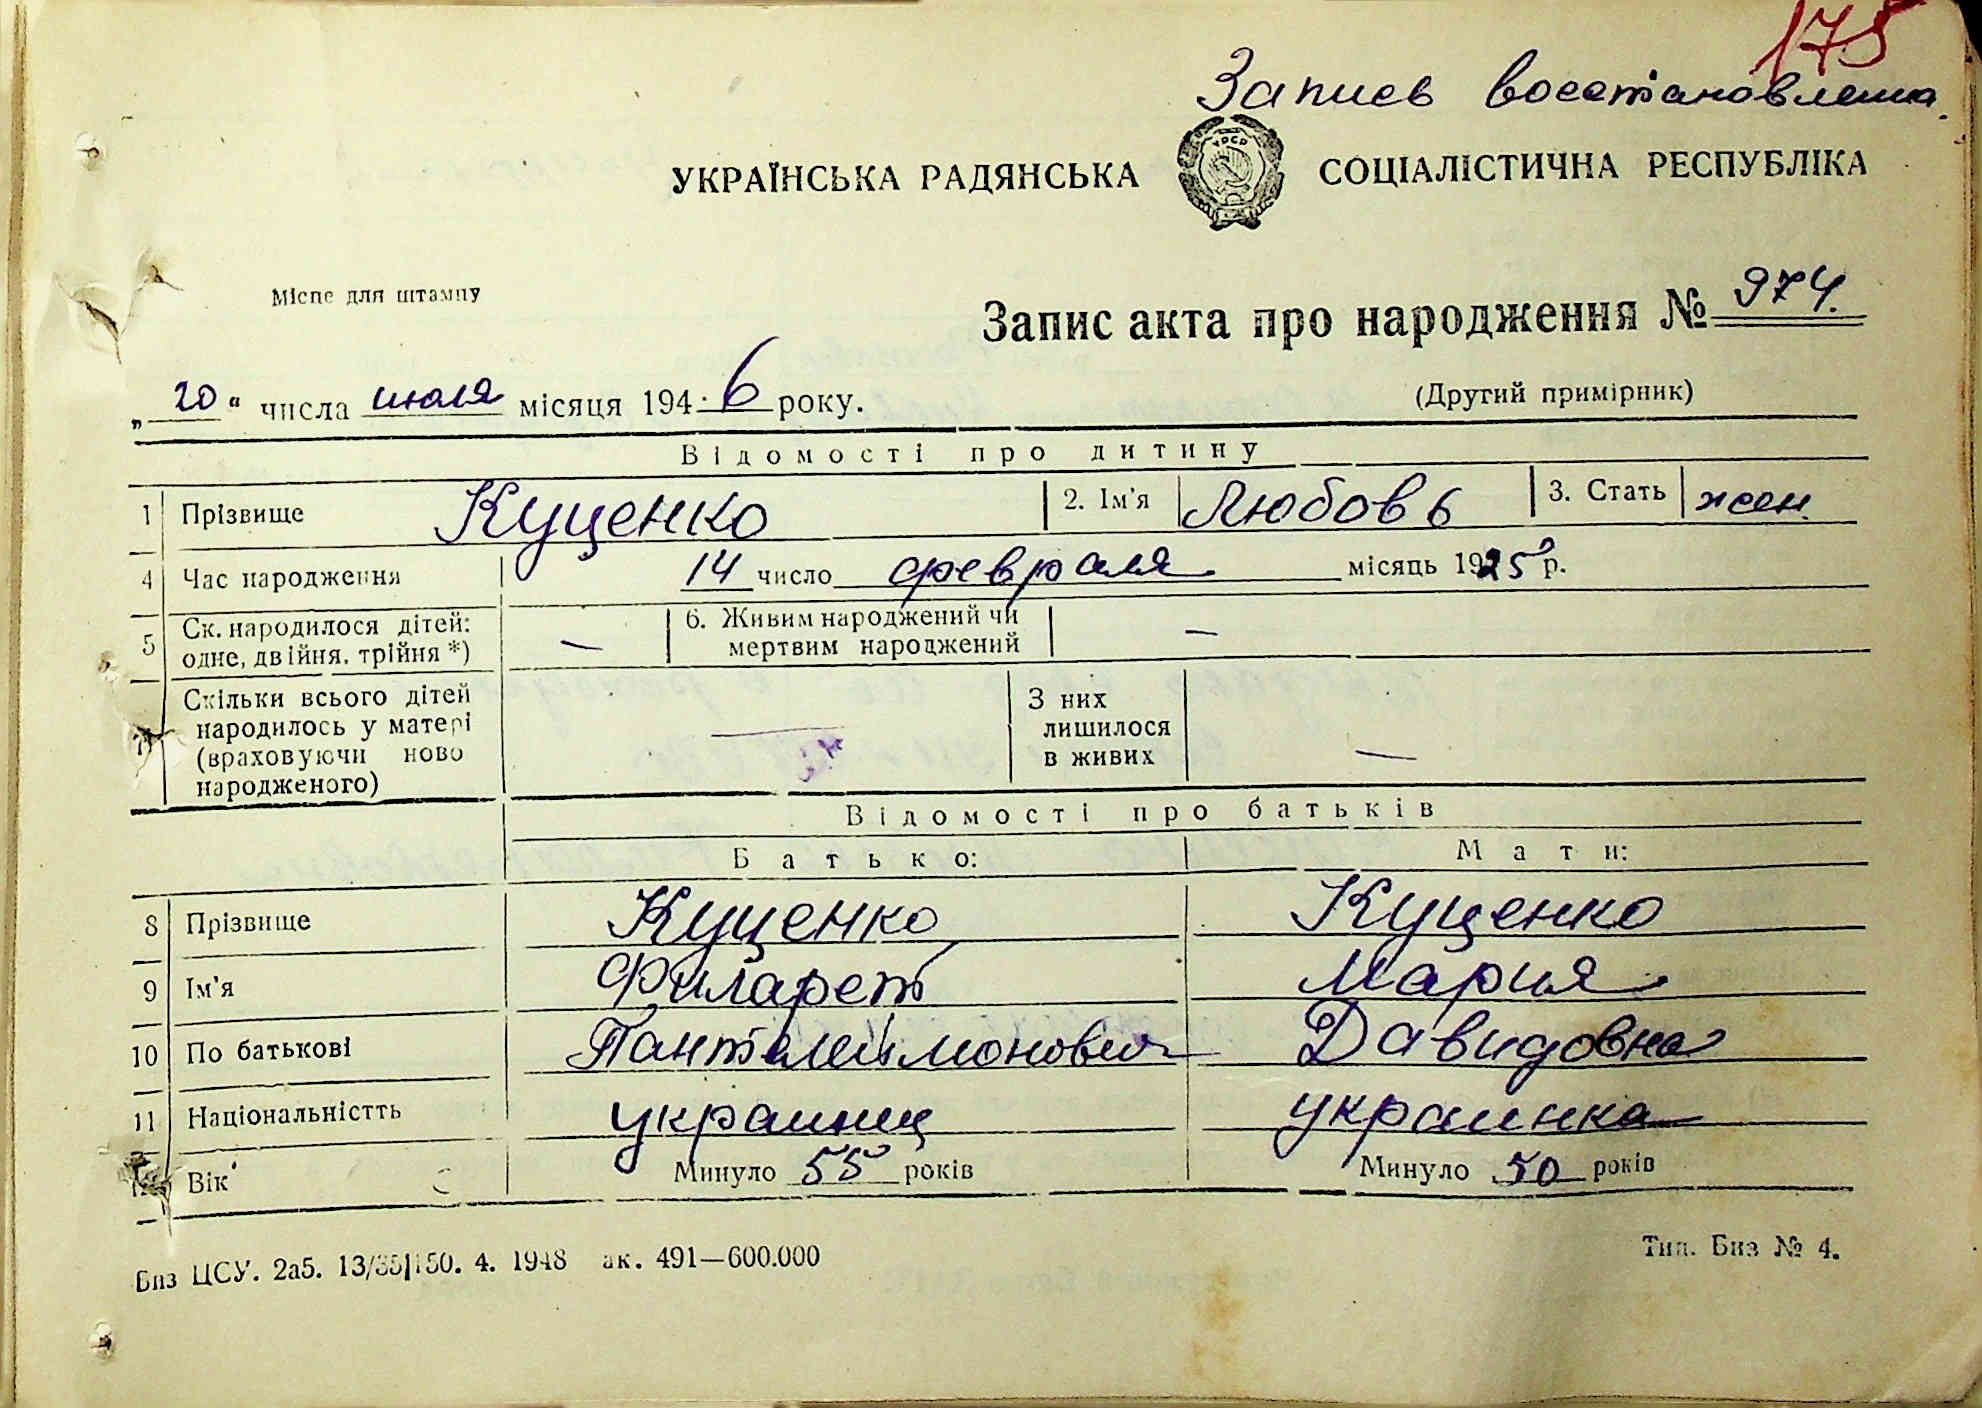 175
Запись восстановлена.
УКРАЇНСЬКА РАДЯНСЬКА СОЦІАЛІСТИЧНА РЕСПУБЛІКА
УРСР
Місце для штампу
Запис акта про народження № 974.
„20“ числа июля місяця 1946 року. (Другий примірник)
Відомості про дитину
1 Прізвище Куценко 2. Ім'я Любовь 3. Стать жен.
4 Час народження 14 число февраля місяць 1925 р.
5 Ск. народилося дітей: одне, двійня, трійня *) — 6. Живим народжений чи мертвим народжений —
7 Скільки всього дітей народилось у матері (враховуючи ново народженого) — З них лишилося в живих —
Відомості про батьків
Батько: Мати:
8 Прізвище Куценко Куценко
9 Ім'я Филарет Мария
10 По батькові Пантелеймонович Давидовна
11 Національністть украинец украинка
12 Вік Минуло 55 років Минуло 50 років
Биз ЦСУ. 2а5. 13/35|150. 4. 1948 ак. 491—600.000 Тип. Биз № 4.